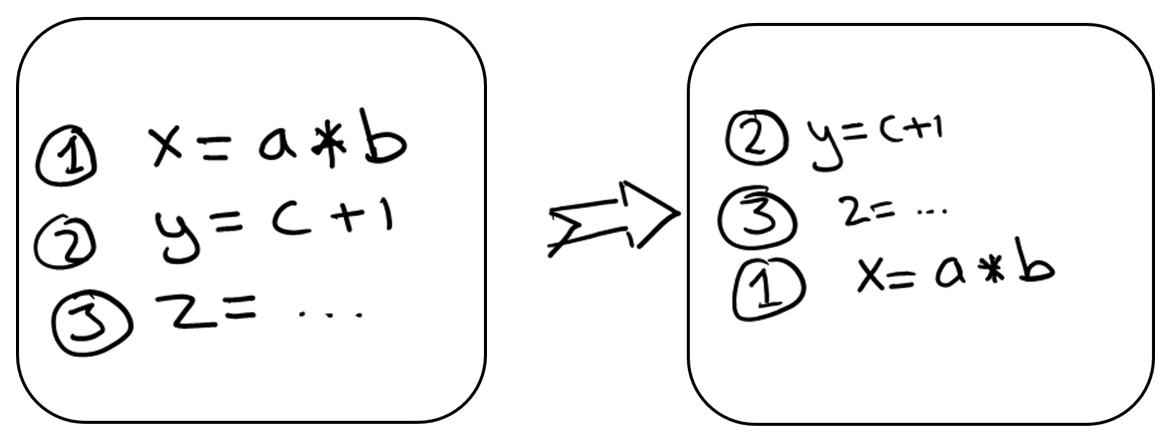 ① x = a * b
② y = c + 1
③ z = ...
② y = c + 1
③ z = ...
① x = a * b